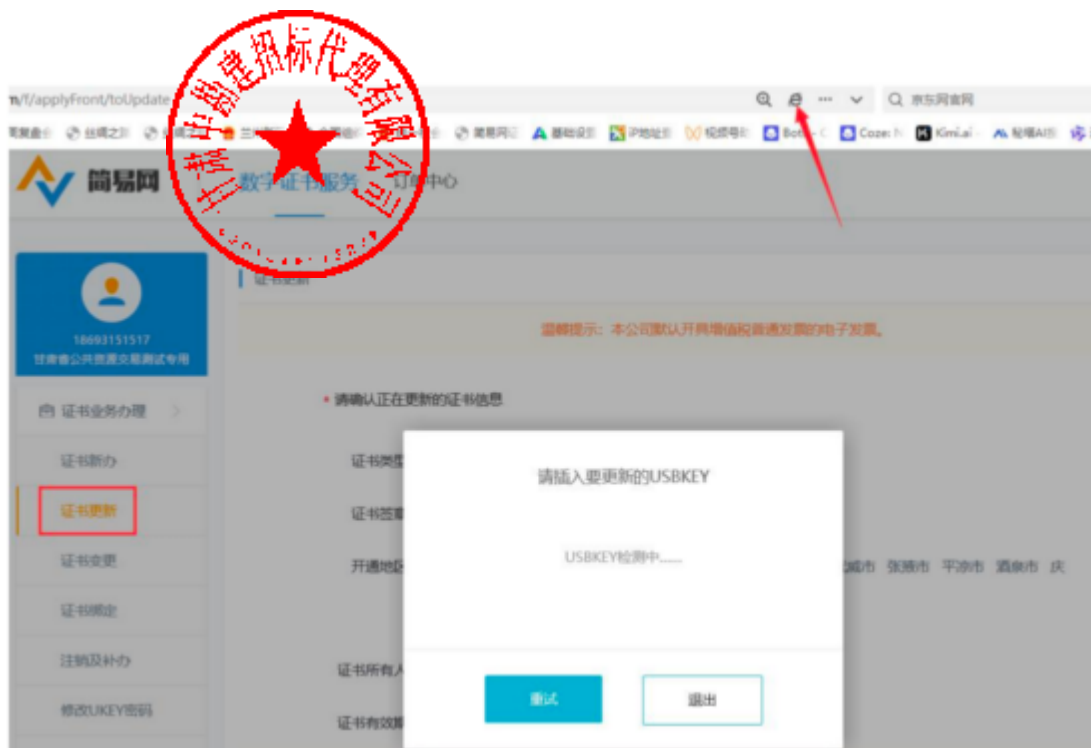 /f/applyFront/toUpdate
京东网官网
简易网
数字证书服务
订单中心
证书更新
18693151517
甘肃省公共资源交易测试专用
温馨提示：本公司默认开具增值税普通发票的电子发票。
证书业务办理
* 请确认正在更新的证书信息
证书新办
证书类型
证书更新
证书签章
证书变更
开通地区
张掖市 平凉市 酒泉市 庆
证书绑定
注销及补办
证书所有人
修改UKEY密码
证书有效期
请插入要更新的USBKEY
USBKEY检测中......
重试
退出
甘肃中勘建招标代理有限公司